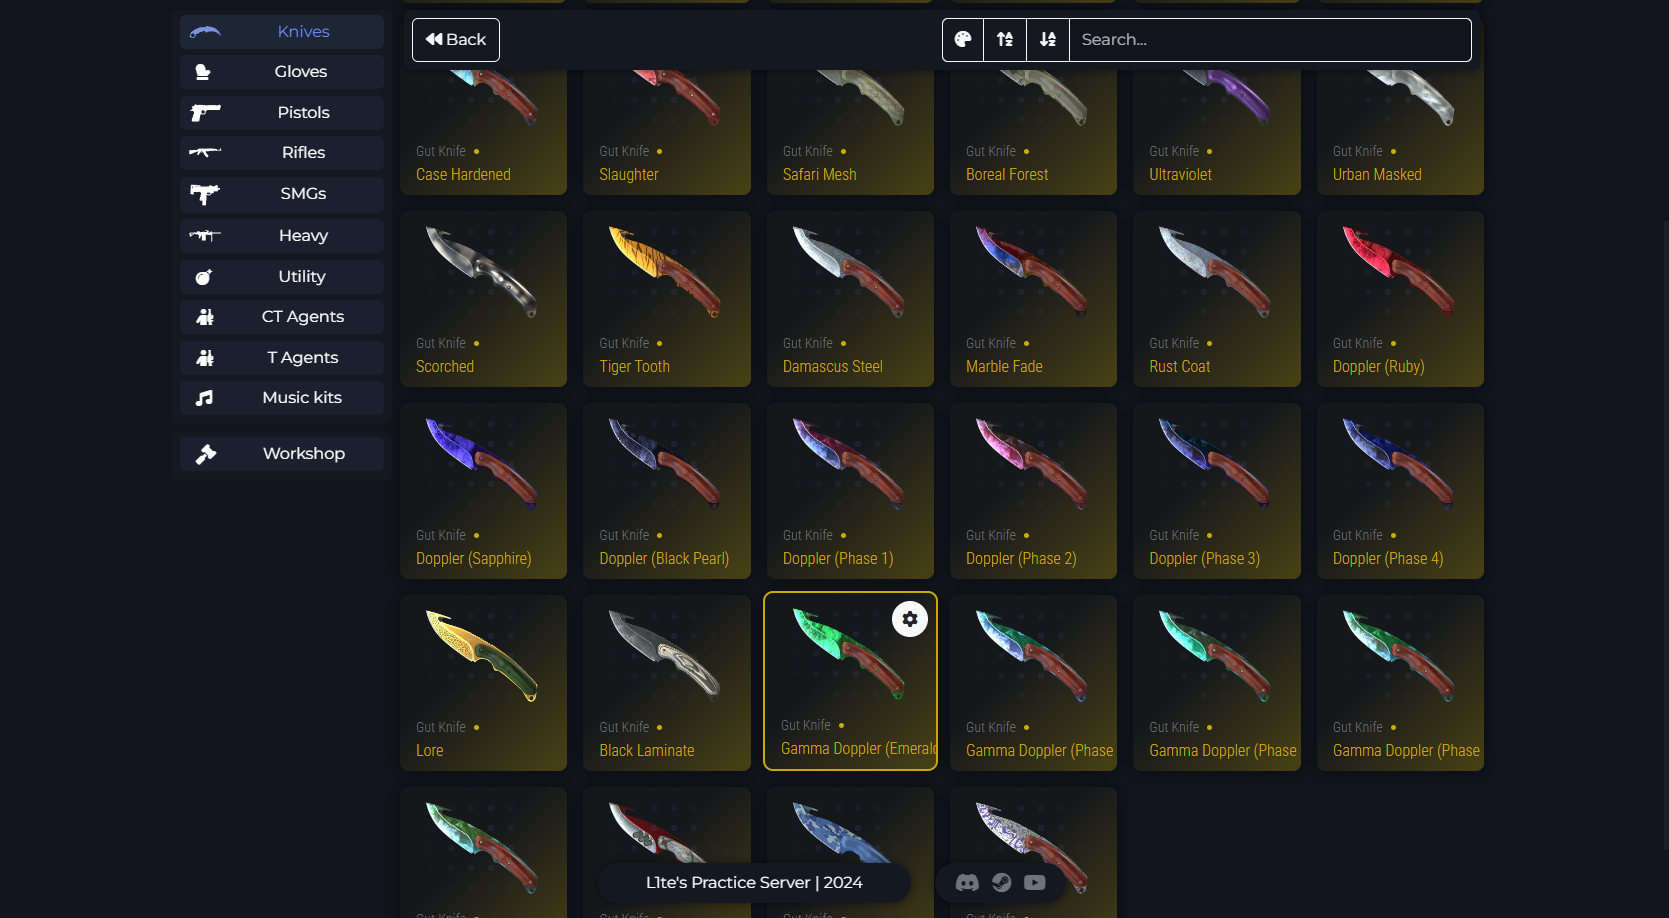 Knives
Gloves
Pistols
Rifles
SMGs
Heavy
Utility
CT Agents
T Agents
Music kits
Workshop
Back
Search...
Gut Knife
Case Hardened
Gut Knife
Slaughter
Gut Knife
Safari Mesh
Gut Knife
Boreal Forest
Gut Knife
Ultraviolet
Gut Knife
Urban Masked
Gut Knife
Scorched
Gut Knife
Tiger Tooth
Gut Knife
Damascus Steel
Gut Knife
Marble Fade
Gut Knife
Rust Coat
Gut Knife
Doppler (Ruby)
Gut Knife
Doppler (Sapphire)
Gut Knife
Doppler (Black Pearl)
Gut Knife
Doppler (Phase 1)
Gut Knife
Doppler (Phase 2)
Gut Knife
Doppler (Phase 3)
Gut Knife
Doppler (Phase 4)
Gut Knife
Lore
Gut Knife
Black Laminate
Gut Knife
Gamma Doppler (Emerald
Gut Knife
Gamma Doppler (Phase
Gut Knife
Gamma Doppler (Phase
Gut Knife
Gamma Doppler (Phase
L1te's Practice Server | 2024